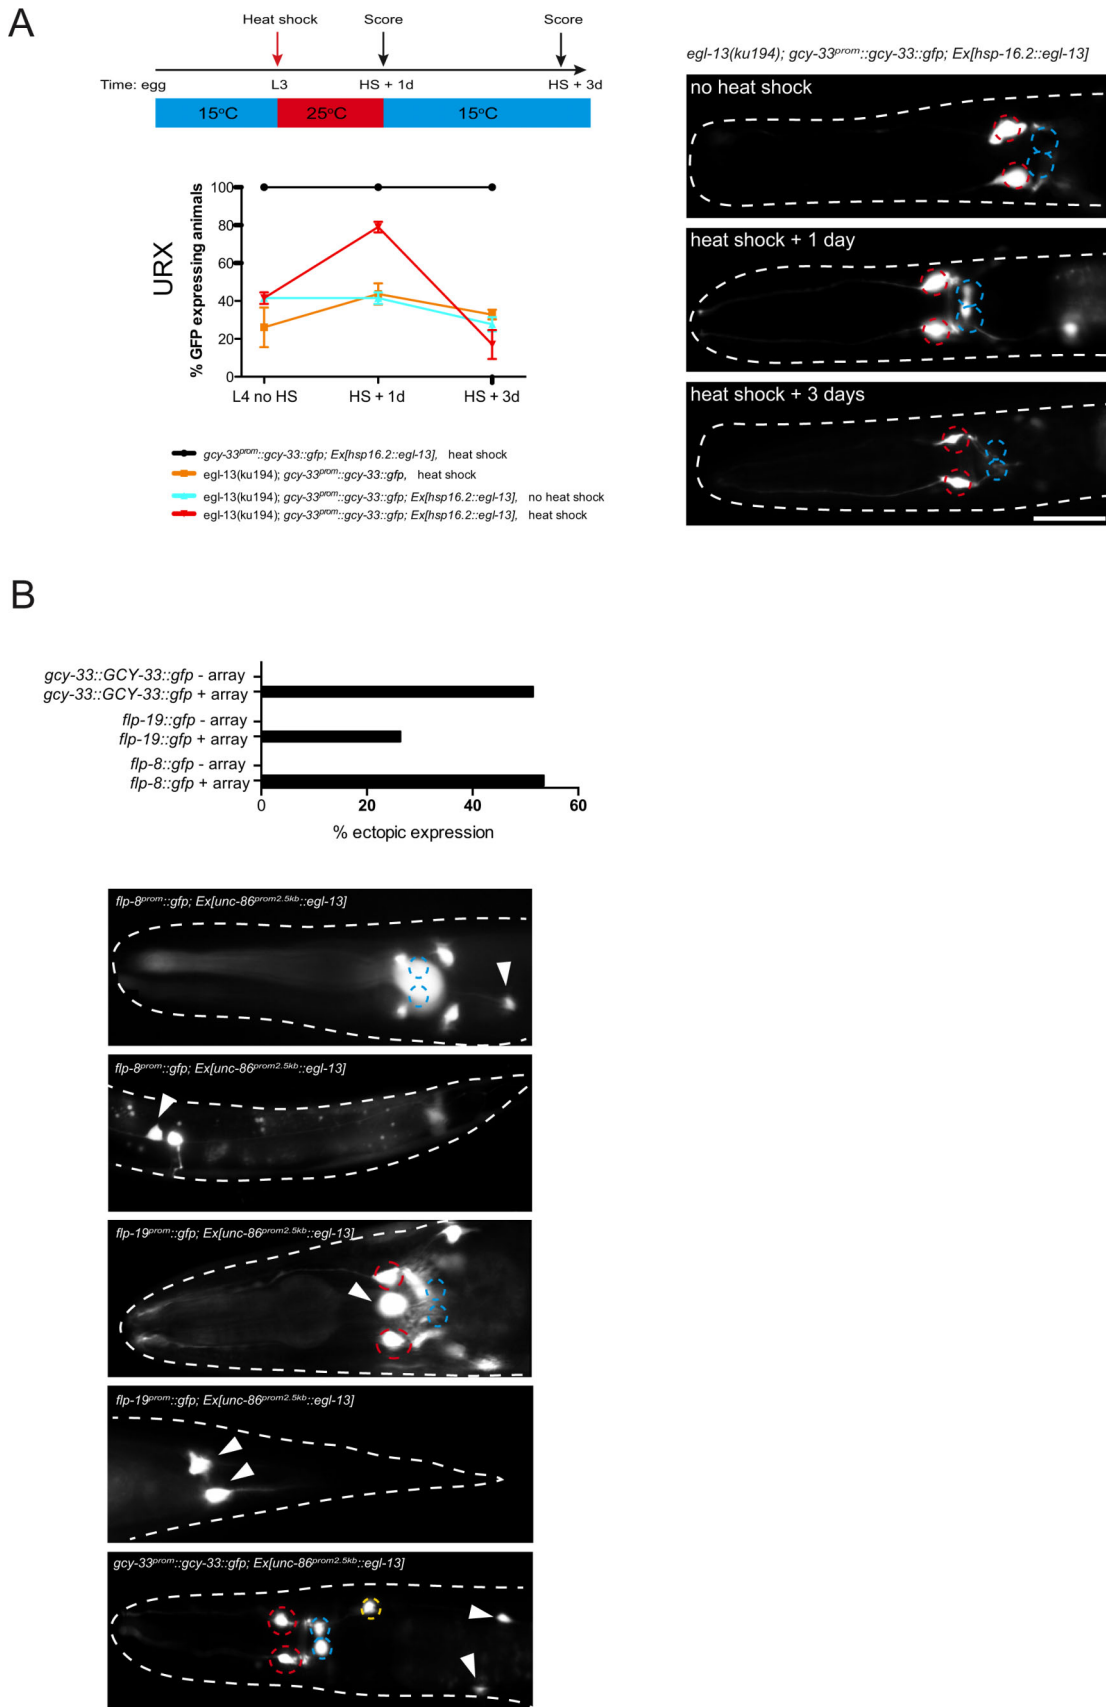 A
Heat shock
Score
Score
Time: egg
L3
HS + 1d
HS + 3d
15°C
25°C
15°C
URX
% GFP expressing animals
100
80
60
40
20
0
L4 no HS
HS + 1d
HS + 3d
gcy-33prom::gcy-33::gfp; Ex[hsp16.2::egl-13], heat shock
egl-13(ku194); gcy-33prom::gcy-33::gfp, heat shock
egl-13(ku194); gcy-33prom::gcy-33::gfp; Ex[hsp16.2::egl-13], no heat shock
egl-13(ku194); gcy-33prom::gcy-33::gfp; Ex[hsp16.2::egl-13], heat shock
egl-13(ku194); gcy-33prom::gcy-33::gfp; Ex[hsp-16.2::egl-13]
no heat shock
heat shock + 1 day
heat shock + 3 days
B
gcy-33::GCY-33::gfp - array
gcy-33::GCY-33::gfp + array
flp-19::gfp - array
flp-19::gfp + array
flp-8::gfp - array
flp-8::gfp + array
0
20
40
60
% ectopic expression
flp-8prom::gfp; Ex[unc-86prom2.5kb::egl-13]
flp-8prom::gfp; Ex[unc-86prom2.5kb::egl-13]
flp-19prom::gfp; Ex[unc-86prom2.5kb::egl-13]
flp-19prom::gfp; Ex[unc-86prom2.5kb::egl-13]
gcy-33prom::gcy-33::gfp; Ex[unc-86prom2.5kb::egl-13]